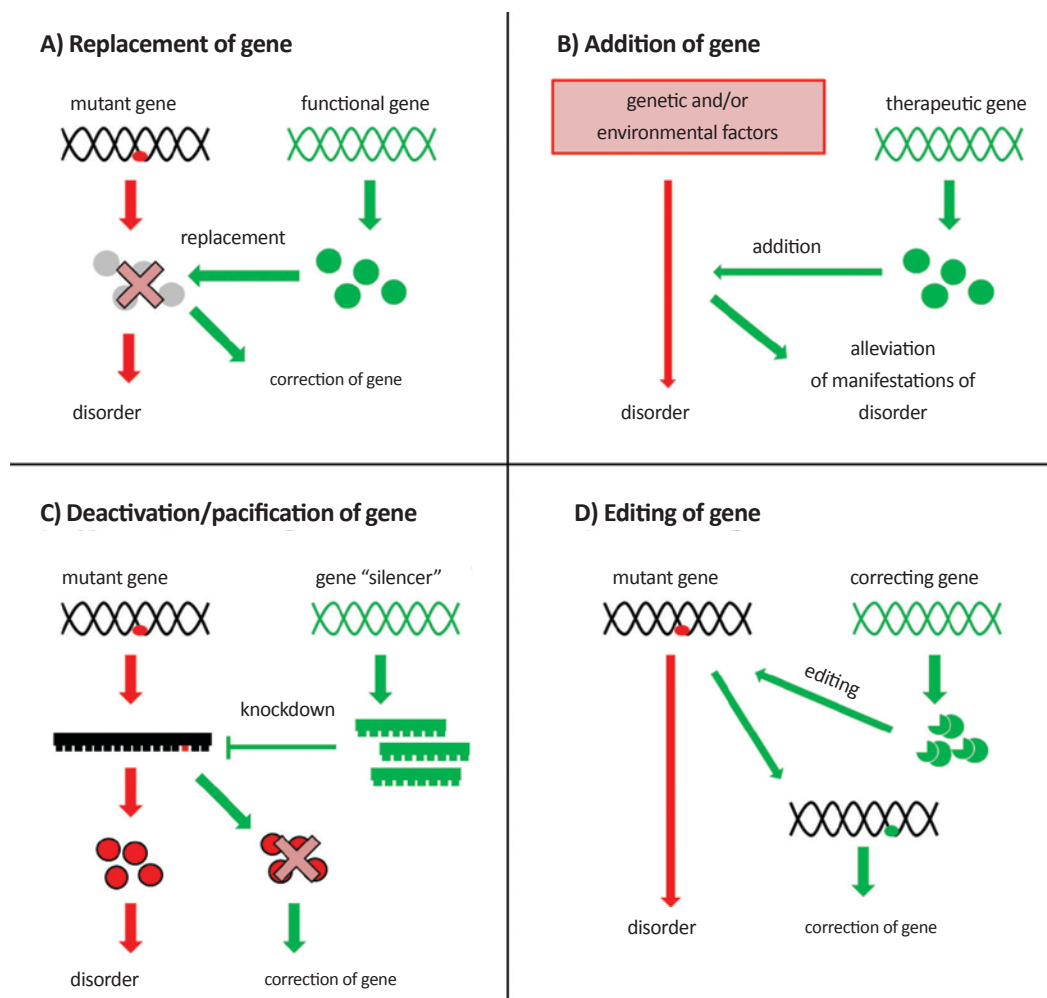 A) Replacement of gene
mutant gene
functional gene
replacement
correction of gene
disorder
B) Addition of gene
genetic and/or
environmental factors
therapeutic gene
addition
alleviation
of manifestations of
disorder
disorder
C) Deactivation/pacification of gene
mutant gene
gene “silencer”
knockdown
disorder
correction of gene
D) Editing of gene
mutant gene
correcting gene
editing
disorder
correction of gene